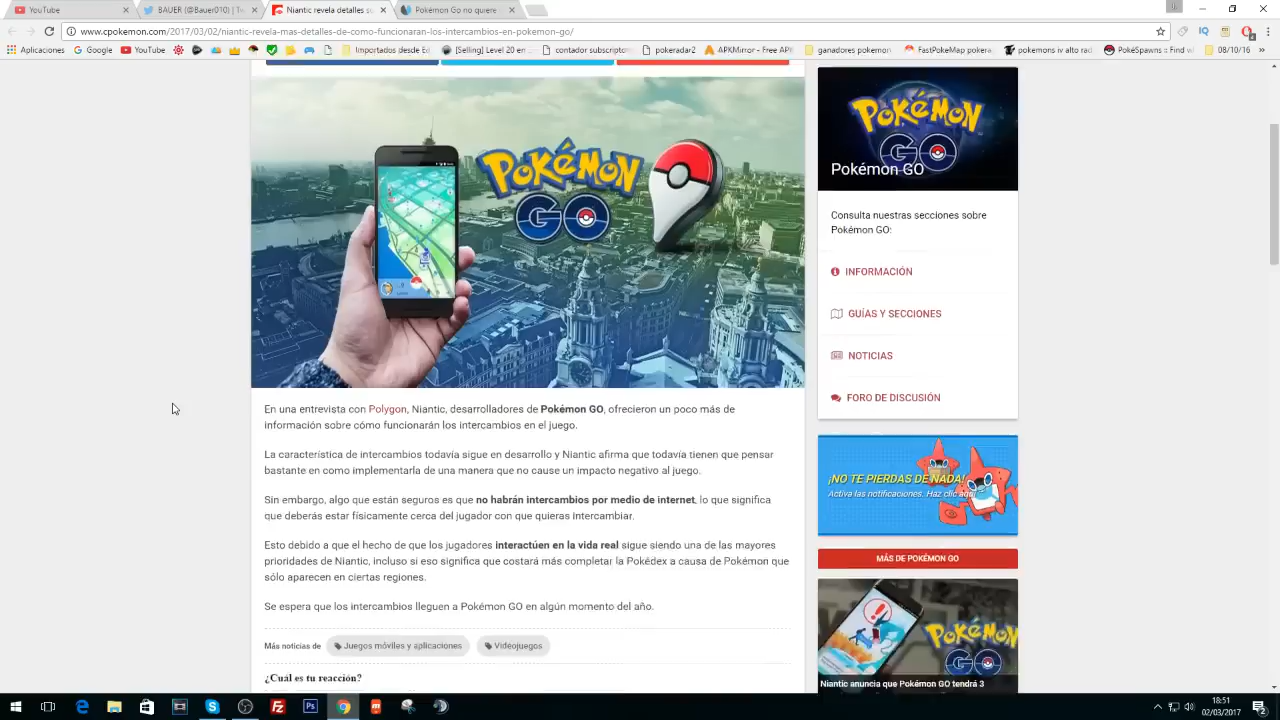 YouTube
BAUER (@Bauer010) | Tw
Niantic revela detalles s
Pokémon Go no quiere
www.cpokemon.com/2017/03/02/niantic-revela-mas-detalles-de-como-funcionaran-los-intercambios-en-pokemon-go/
Aplicaciones
Google
YouTube
Importados desde Ed
[Selling] Level 20 en
contador subscriptor
pokeradar2
APKMirror - Free APK
ganadores pokemon
FastPokeMap
pokemons iv alto rad
PokéSpawns :: Find Ra
08/10/16
Pokémon
GO
Pokémon
GO
Pokémon GO
Consulta nuestras secciones sobre
Pokémon GO:
INFORMACIÓN
GUÍAS Y SECCIONES
NOTICIAS
FORO DE DISCUSIÓN
En una entrevista con Polygon, Niantic, desarrolladores de Pokémon GO, ofrecieron un poco más de
información sobre cómo funcionarán los intercambios en el juego.
La característica de intercambios todavía sigue en desarrollo y Niantic afirma que todavía tienen que pensar
bastante en como implementarla de una manera que no cause un impacto negativo al juego.
Sin embargo, algo que están seguros es que no habrán intercambios por medio de internet, lo que significa
que deberás estar físicamente cerca del jugador con que quieras intercambiar.
Esto debido a que el hecho de que los jugadores interactúen en la vida real sigue siendo una de las mayores
prioridades de Niantic, incluso si eso significa que costará más completar la Pokédex a causa de Pokémon que
sólo aparecen en ciertas regiones.
Se espera que los intercambios lleguen a Pokémon GO en algún momento del año.
Más noticias de
Juegos móviles y aplicaciones
Videojuegos
¿Cuál es tu reacción?
¡NO TE PIERDAS DE NADA!
Activa las notificaciones. Haz clic aquí
MÁS DE POKÉMON GO
Pokémon
GO
Niantic anuncia que Pokémon GO tendrá 3
18:51
02/03/2017